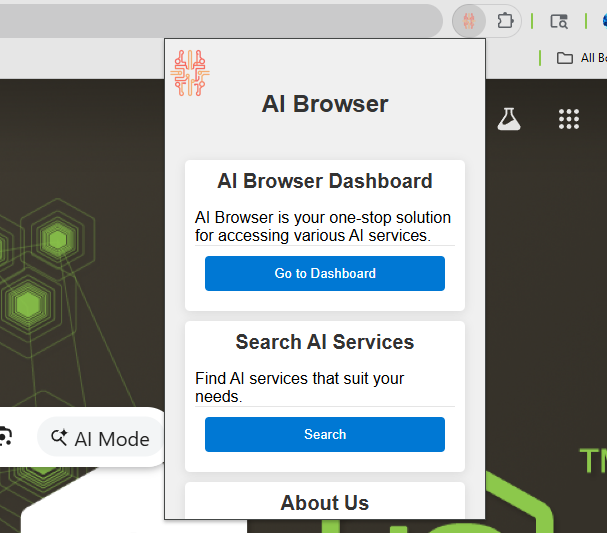 All Bo
AI Browser
AI Browser Dashboard
AI Browser is your one-stop solution
for accessing various AI services.
Go to Dashboard
Search AI Services
Find AI services that suit your
needs.
Search
AI Mode
TM
About Us